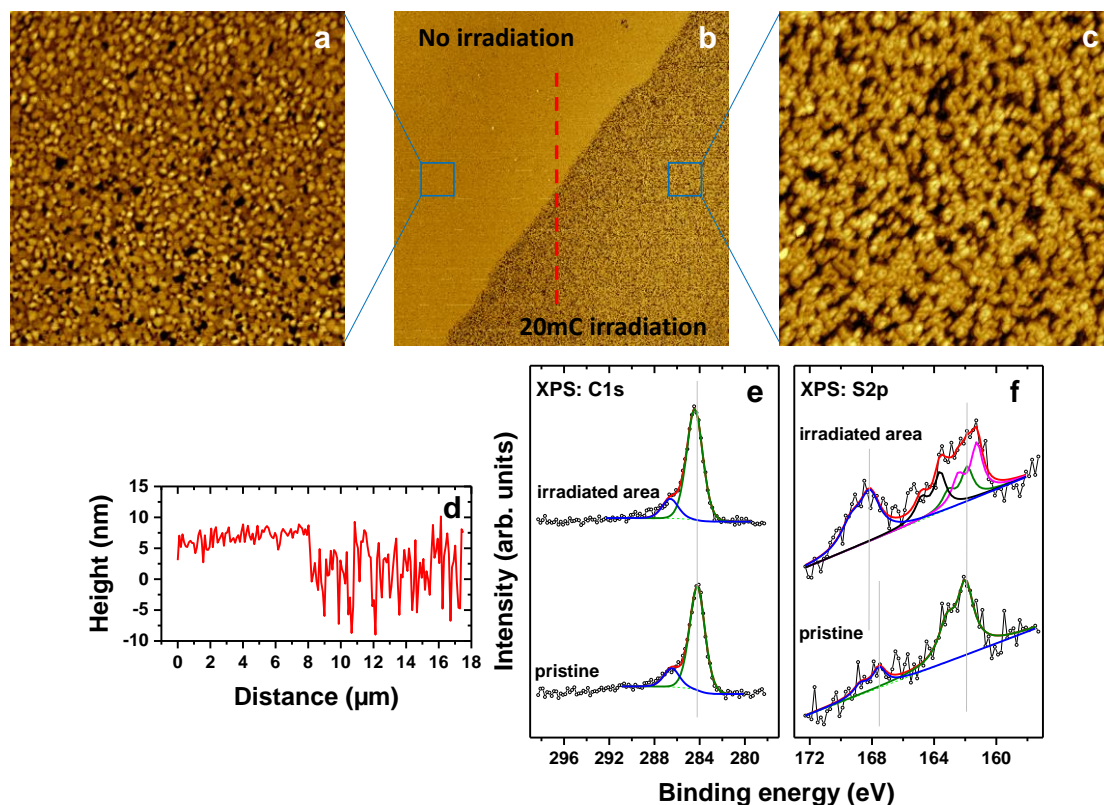 a
No irradiation
b
20mC irradiation
c
15
10
5
0
-5
-10
Height (nm)
d
0 2 4 6 8 10 12 14 16 18
Distance (µm)
Intensity (arb. units)
XPS: C1s
e
irradiated area
pristine
296 292 288 284 280
XPS: S2p
f
irradiated area
pristine
172 168 164 160
Binding energy (eV)